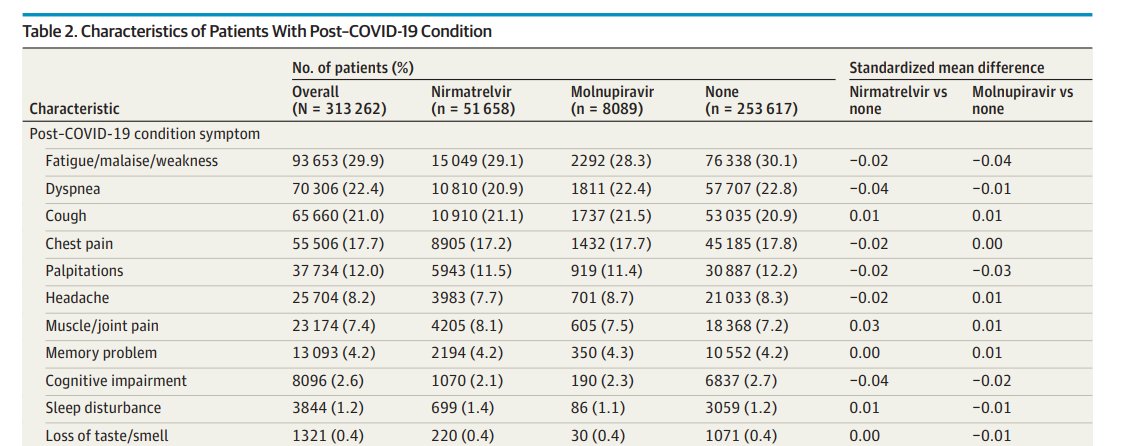 Table 2. Characteristics of Patients With Post–COVID-19 Condition
No. of patients (%) Standardized mean difference
Characteristic Overall (N = 313 262) Nirmatrelvir (n = 51 658) Molnupiravir (n = 8089) None (n = 253 617) Nirmatrelvir vs none Molnupiravir vs none
Post–COVID-19 condition symptom
Fatigue/malaise/weakness 93 653 (29.9) 15 049 (29.1) 2292 (28.3) 76 338 (30.1) −0.02 −0.04
Dyspnea 70 306 (22.4) 10 810 (20.9) 1811 (22.4) 57 707 (22.8) −0.04 −0.01
Cough 65 660 (21.0) 10 910 (21.1) 1737 (21.5) 53 035 (20.9) 0.01 0.01
Chest pain 55 506 (17.7) 8905 (17.2) 1432 (17.7) 45 185 (17.8) −0.02 0.00
Palpitations 37 734 (12.0) 5943 (11.5) 919 (11.4) 30 887 (12.2) −0.02 −0.03
Headache 25 704 (8.2) 3983 (7.7) 701 (8.7) 21 033 (8.3) −0.02 0.01
Muscle/joint pain 23 174 (7.4) 4205 (8.1) 605 (7.5) 18 368 (7.2) 0.03 0.01
Memory problem 13 093 (4.2) 2194 (4.2) 350 (4.3) 10 552 (4.2) 0.00 0.01
Cognitive impairment 8096 (2.6) 1070 (2.1) 190 (2.3) 6837 (2.7) −0.04 −0.02
Sleep disturbance 3844 (1.2) 699 (1.4) 86 (1.1) 3059 (1.2) 0.01 −0.01
Loss of taste/smell 1321 (0.4) 220 (0.4) 30 (0.4) 1071 (0.4) 0.00 −0.01